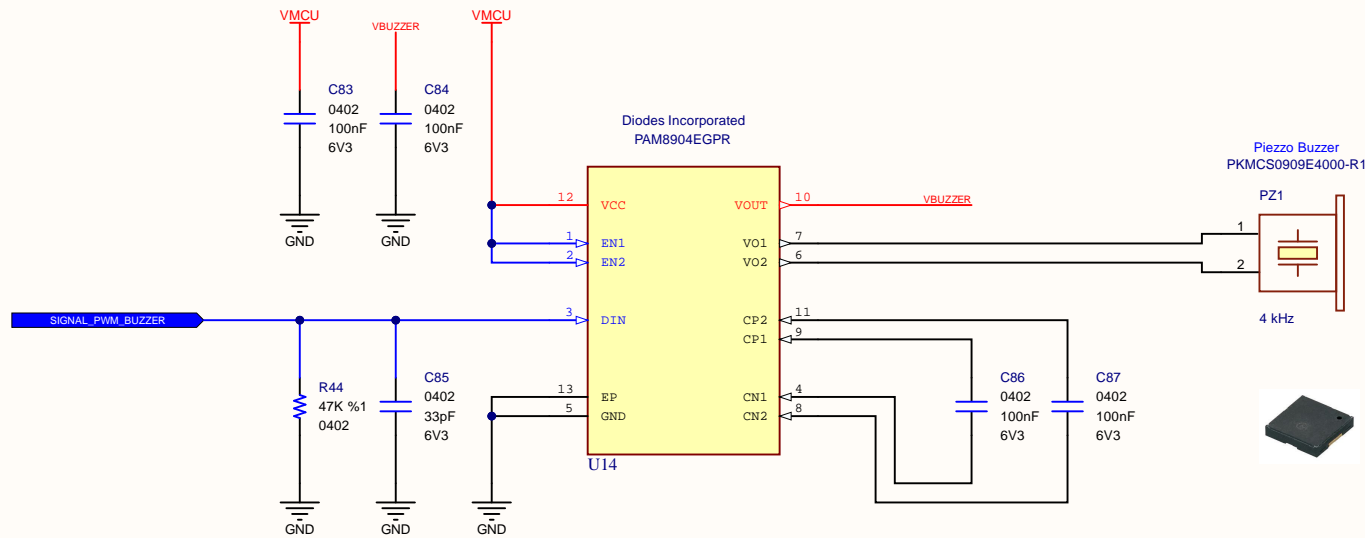 VMCU
VBUZZER
VMCU
C83
0402
100nF
6V3
C84
0402
100nF
6V3
GND
GND
Diodes Incorporated
PAM8904EGPR
12
VCC
1
EN1
2
EN2
3
DIN
13
EP
5
GND
VOUT
10
VBUZZER
VO1
7
VO2
6
CP2
11
CP1
9
CN1
4
CN2
8
U14
Piezzo Buzzer
PKMCS0909E4000-R1
PZ1
1
2
4 kHz
SIGNAL_PWM_BUZZER
R44
47K %1
0402
C85
0402
33pF
6V3
C86
0402
100nF
6V3
C87
0402
100nF
6V3
GND
GND
GND